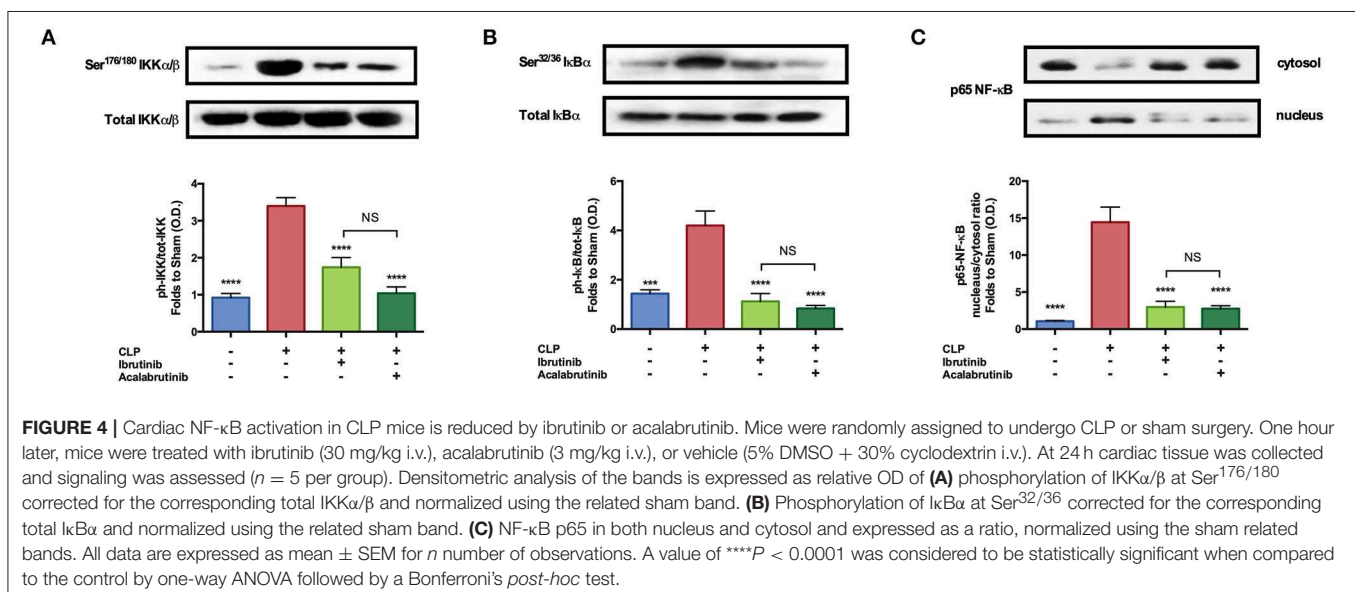 A
B
C
Ser176/180 IKKα/β
Total IKKα/β
Ser32/36 IκBα
Total IκBα
p65 NF-κB
cytosol
nucleus
ph-IKK/tot-IKK
Folds to Sham (O.D.)
4
3
2
1
0
****
****
****
NS
CLP - + + +
Ibrutinib - - + -
Acalabrutinib - - - +
ph-IκB/tot-IκB
Folds to Sham (O.D.)
6
4
2
0
***
****
****
NS
CLP - + + +
Ibrutinib - - + -
Acalabrutinib - - - +
p65-NF-κB
nucleaus/cytosol ratio
Folds to Sham (O.D.)
20
15
10
5
0
****
****
****
NS
CLP - + + +
Ibrutinib - - + -
Acalabrutinib - - - +
FIGURE 4 | Cardiac NF-κB activation in CLP mice is reduced by ibrutinib or acalabrutinib. Mice were randomly assigned to undergo CLP or sham surgery. One hour
later, mice were treated with ibrutinib (30 mg/kg i.v.), acalabrutinib (3 mg/kg i.v.), or vehicle (5% DMSO + 30% cyclodextrin i.v.). At 24 h cardiac tissue was collected
and signaling was assessed (n = 5 per group). Densitometric analysis of the bands is expressed as relative OD of (A) phosphorylation of IKKα/β at Ser176/180
corrected for the corresponding total IKKα/β and normalized using the related sham band. (B) Phosphorylation of IκBα at Ser32/36 corrected for the corresponding
total IκBα and normalized using the related sham band. (C) NF-κB p65 in both nucleus and cytosol and expressed as a ratio, normalized using the sham related
bands. All data are expressed as mean ± SEM for n number of observations. A value of ****P < 0.0001 was considered to be statistically significant when compared
to the control by one-way ANOVA followed by a Bonferroni's post-hoc test.